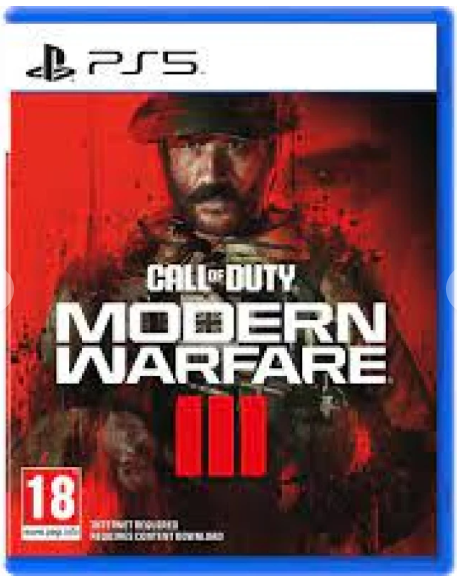 PS5
CALL OF DUTY
MODERN
WARFARE
III
18
www.pegi.info
INTERNET REQUIRED
REQUIRES CONTENT DOWNLOAD